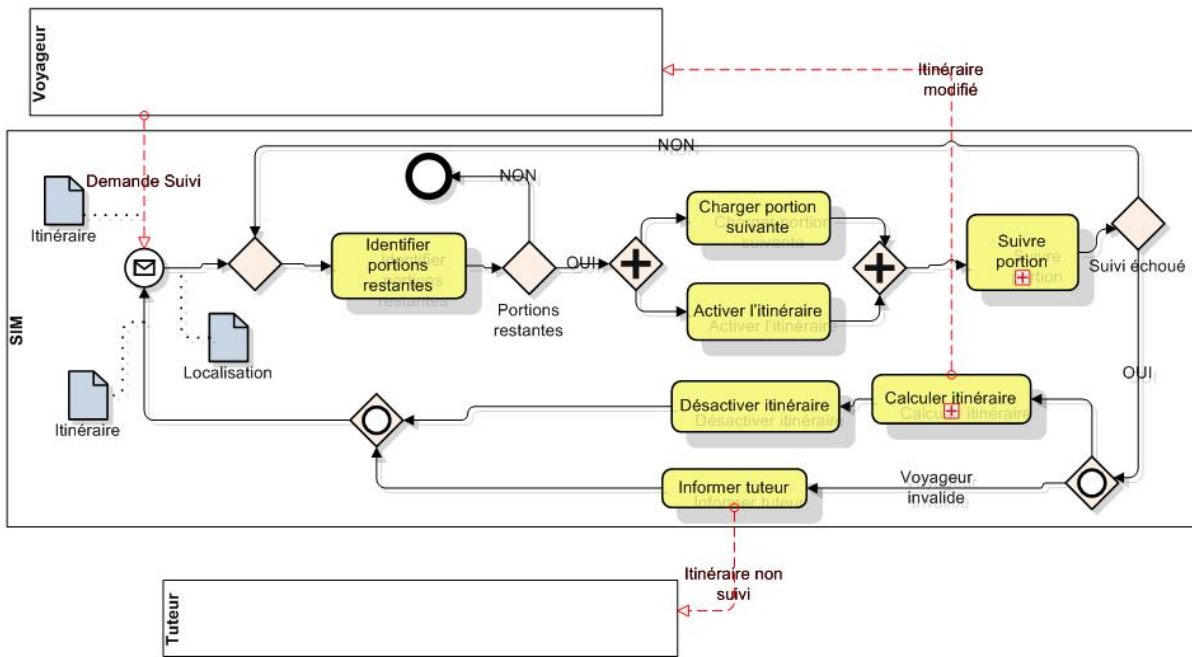 Voyageur
Itinéraire
modifié
NON
NON
Demande Suivi
Itinéraire
Charger portion
suivante
Identifier
portions
restantes
OUI
Suivre
portion
Suivi échoué
Portions
restantes
Activer l'itinéraire
SIM
Localisation
Itinéraire
OUI
Désactiver itinéraire
Calculer itinéraire
Informer tuteur
Voyageur
invalide
Itinéraire non
suivi
Tuteur